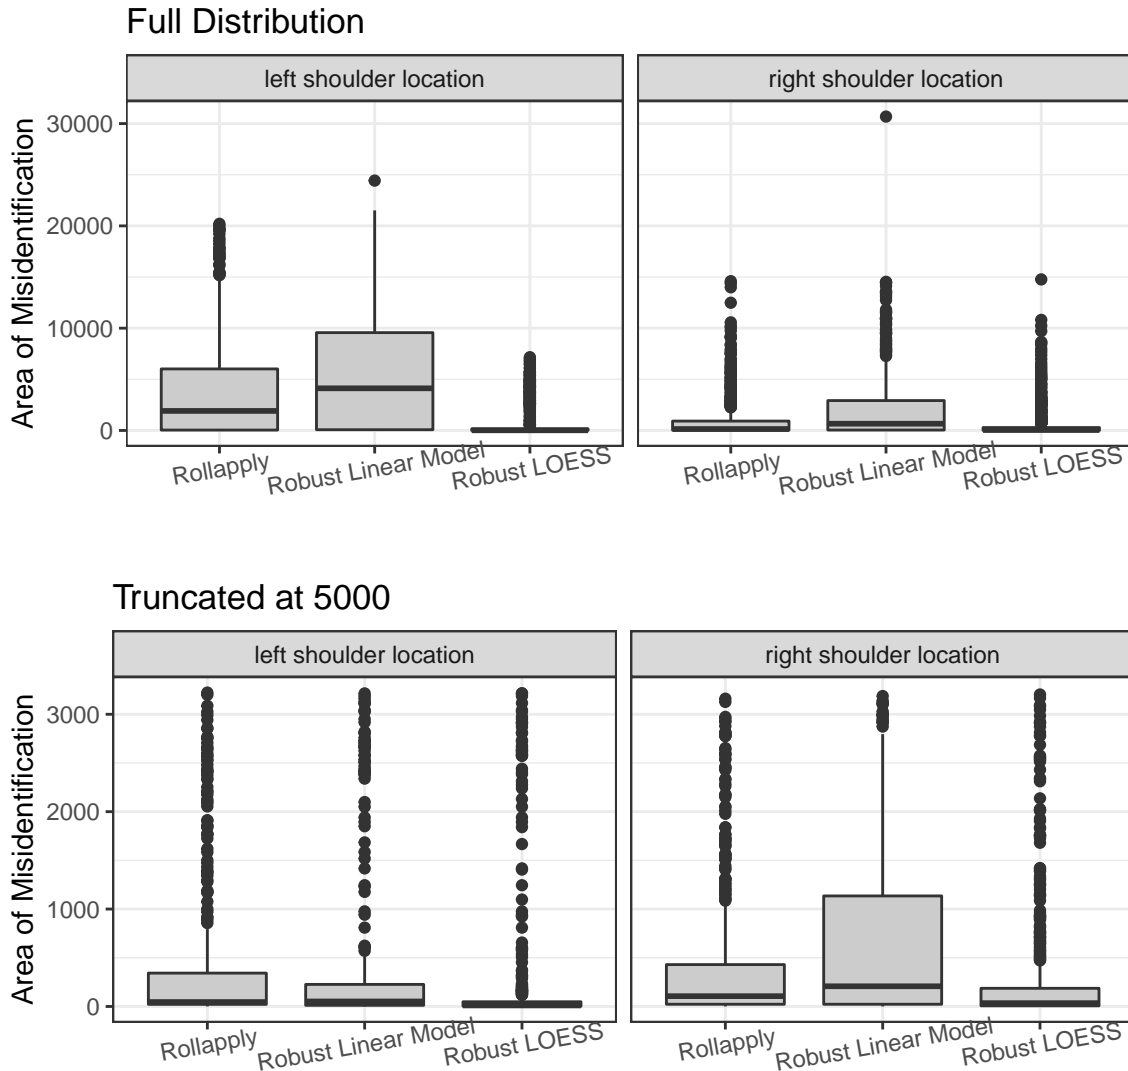 Full Distribution
left shoulder location
right shoulder location
Area of Misidentification
30000
20000
10000
0
Rollapply
Robust Linear Model
Robust LOESS
Rollapply
Robust Linear Model
Robust LOESS
Truncated at 5000
left shoulder location
right shoulder location
Area of Misidentification
3000
2000
1000
0
Rollapply
Robust Linear Model
Robust LOESS
Rollapply
Robust Linear Model
Robust LOESS